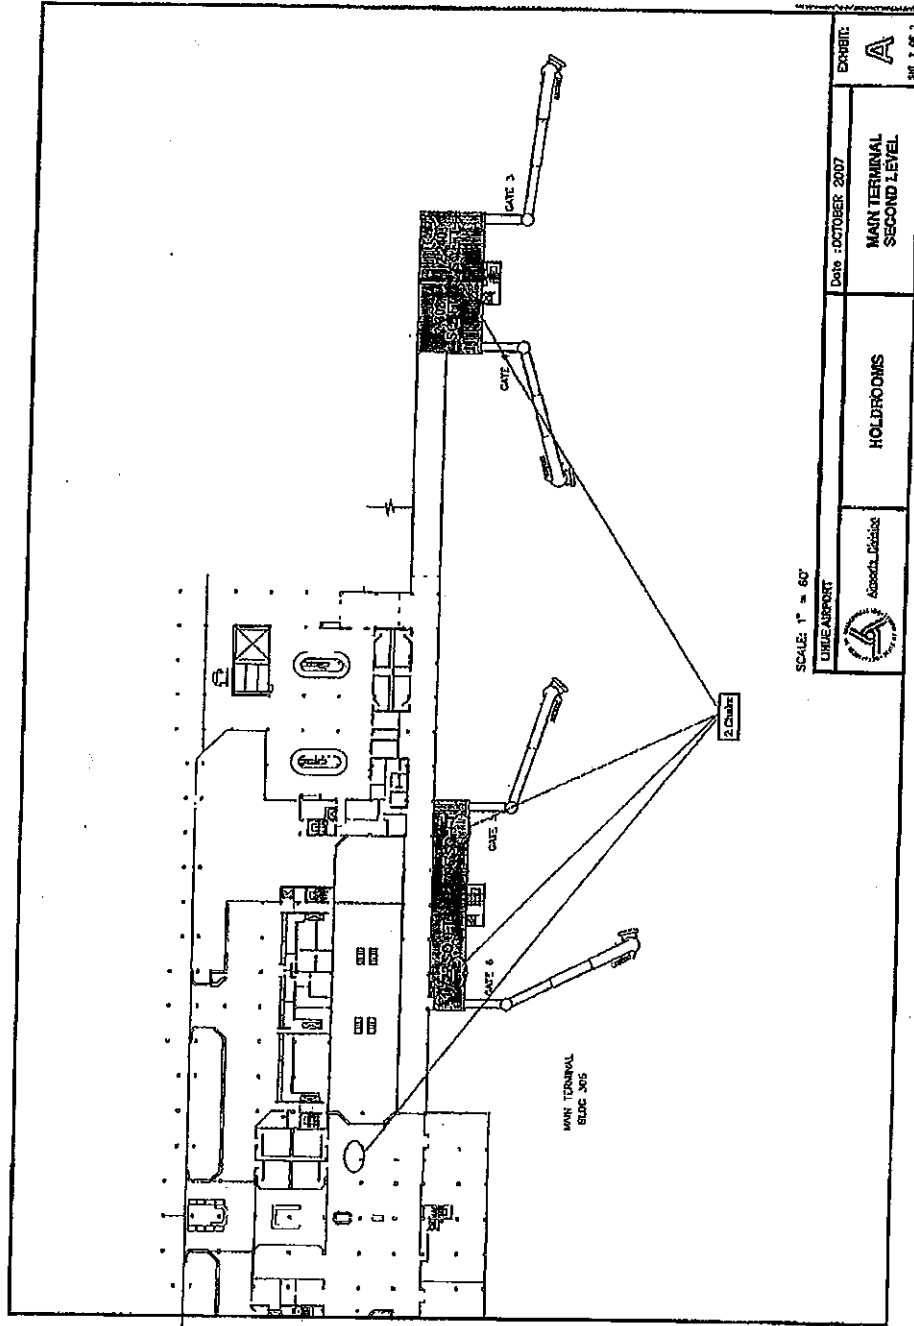 GATE 3
GATE 4
GATE 5
GATE 6
MAIN TERMINAL
BLDG 305
2 Chairs
SCALE: 1" = 60'
LIHUE AIRPORT
Airports Division
HOLDROOMS
Date : OCTOBER 2007
MAIN TERMINAL
SECOND LEVEL
EXHIBIT:
A